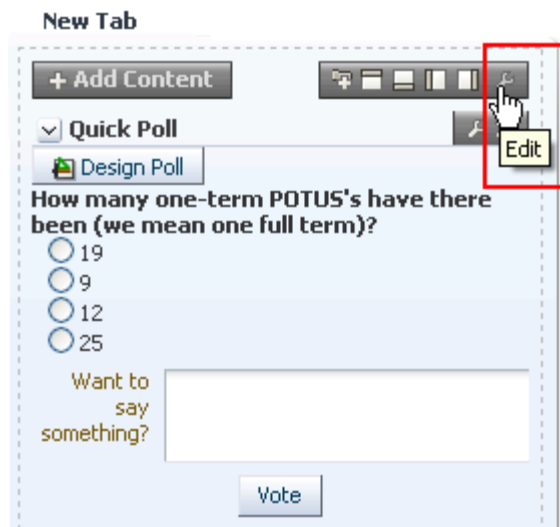 New Tab
+ Add Content
Quick Poll
Edit
Design Poll
How many one-term POTUS's have there
been (we mean one full term)?
19
9
12
25
Want to
say
something?
Vote